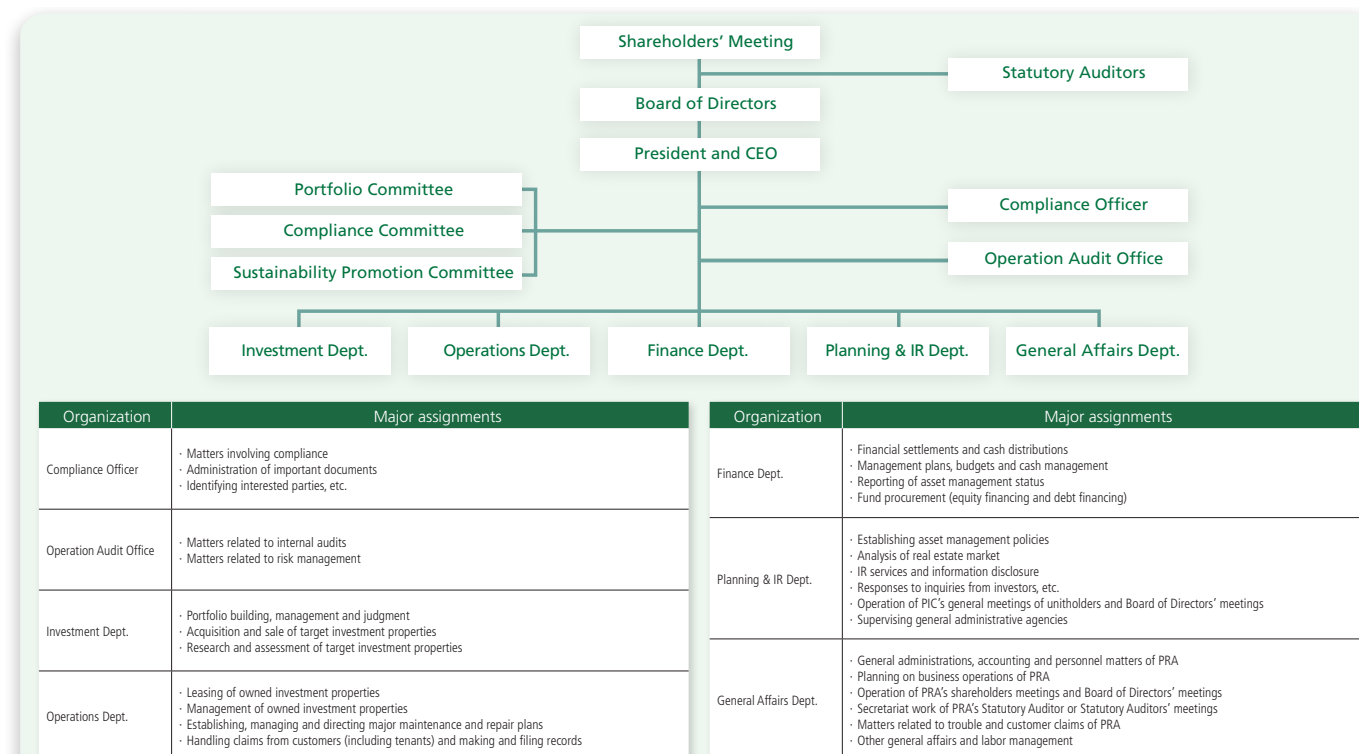 Shareholders' Meeting
Statutory Auditors
Board of Directors
President and CEO
Portfolio Committee
Compliance Committee
Sustainability Promotion Committee
Compliance Officer
Operation Audit Office
Investment Dept.
Operations Dept.
Finance Dept.
Planning & IR Dept.
General Affairs Dept.
Organization
Major assignments
Compliance Officer
· Matters involving compliance
· Administration of important documents
· Identifying interested parties, etc.
Operation Audit Office
· Matters related to internal audits
· Matters related to risk management
Investment Dept.
· Portfolio building, management and judgment
· Acquisition and sale of target investment properties
· Research and assessment of target investment properties
Operations Dept.
· Leasing of owned investment properties
· Management of owned investment properties
· Establishing, managing and directing major maintenance and repair plans
· Handling claims from customers (including tenants) and making and filing records
Organization
Major assignments
Finance Dept.
· Financial settlements and cash distributions
· Management plans, budgets and cash management
· Reporting of asset management status
· Fund procurement (equity financing and debt financing)
Planning & IR Dept.
· Establishing asset management policies
· Analysis of real estate market
· IR services and information disclosure
· Responses to inquiries from investors, etc.
· Operation of PIC's general meetings of unitholders and Board of Directors' meetings
· Supervising general administrative agencies
General Affairs Dept.
· General administrations, accounting and personnel matters of PRA
· Planning on business operations of PRA
· Operation of PRA's shareholders meetings and Board of Directors' meetings
· Secretariat work of PRA's Statutory Auditor or Statutory Auditors' meetings
· Matters related to trouble and customer claims of PRA
· Other general affairs and labor management